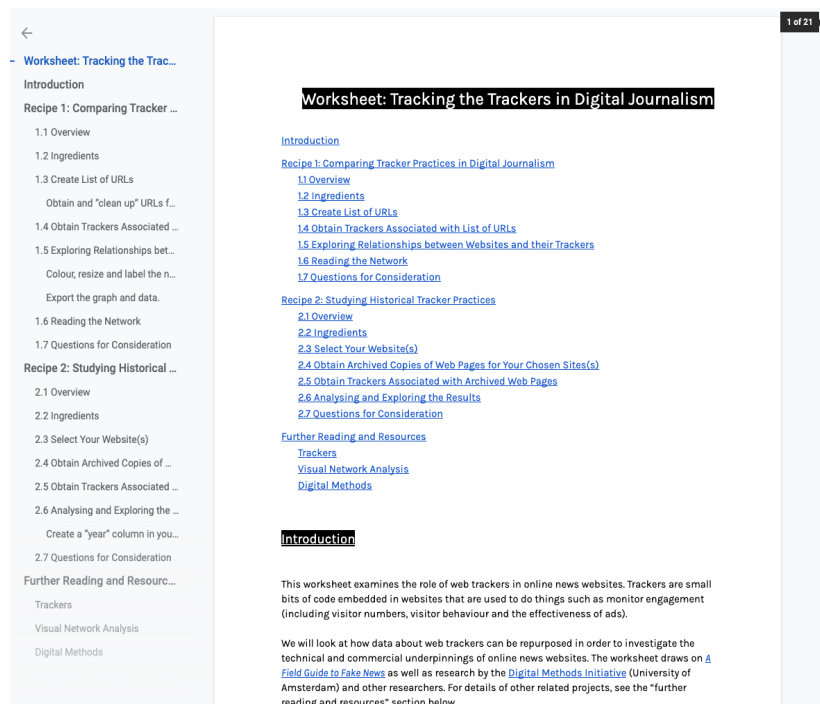 1 of 21
Worksheet: Tracking the Trac...
Introduction
Recipe 1: Comparing Tracker ...
1.1 Overview
1.2 Ingredients
1.3 Create List of URLs
Obtain and “clean up” URLs f...
1.4 Obtain Trackers Associated ...
1.5 Exploring Relationships bet...
Colour, resize and label the n...
Export the graph and data.
1.6 Reading the Network
1.7 Questions for Consideration
Recipe 2: Studying Historical ...
2.1 Overview
2.2 Ingredients
2.3 Select Your Website(s)
2.4 Obtain Archived Copies of ...
2.5 Obtain Trackers Associated ...
2.6 Analysing and Exploring the ...
Create a “year” column in you...
2.7 Questions for Consideration
Further Reading and Resourc...
Trackers
Visual Network Analysis
Digital Methods
Worksheet: Tracking the Trackers in Digital Journalism
Introduction
Recipe 1: Comparing Tracker Practices in Digital Journalism
1.1 Overview
1.2 Ingredients
1.3 Create List of URLs
1.4 Obtain Trackers Associated with List of URLs
1.5 Exploring Relationships between Websites and their Trackers
1.6 Reading the Network
1.7 Questions for Consideration
Recipe 2: Studying Historical Tracker Practices
2.1 Overview
2.2 Ingredients
2.3 Select Your Website(s)
2.4 Obtain Archived Copies of Web Pages for Your Chosen Sites(s)
2.5 Obtain Trackers Associated with Archived Web Pages
2.6 Analysing and Exploring the Results
2.7 Questions for Consideration
Further Reading and Resources
Trackers
Visual Network Analysis
Digital Methods
Introduction
This worksheet examines the role of web trackers in online news websites. Trackers are small
bits of code embedded in websites that are used to do things such as monitor engagement
(including visitor numbers, visitor behaviour and the effectiveness of ads).
We will look at how data about web trackers can be repurposed in order to investigate the
technical and commercial underpinnings of online news websites. The worksheet draws on A
Field Guide to Fake News as well as research by the Digital Methods Initiative (University of
Amsterdam) and other researchers. For details of other related projects, see the “further
reading and resources” section below.